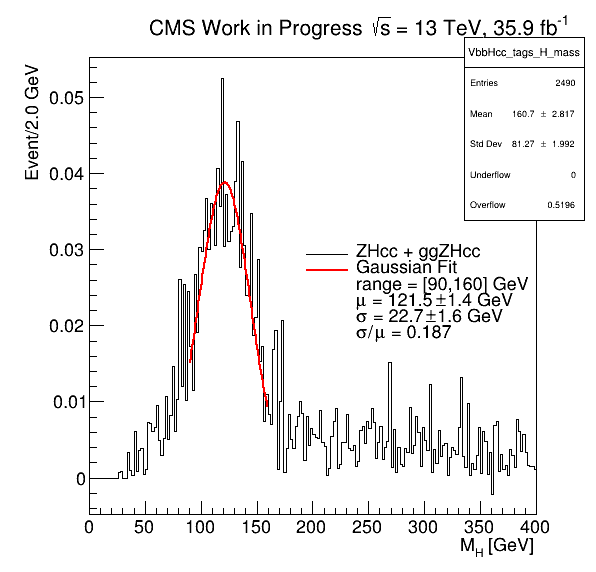 CMS Work in Progress √s = 13 TeV, 35.9 fb⁻¹
VbbHcc_tags_H_mass
Entries 2490
Mean 160.7 ± 2.817
Std Dev 81.27 ± 1.992
Underflow 0
Overflow 0.5196
Event/2.0 GeV
0.05
0.04
0.03
0.02
0.01
0
ZHcc + ggZHcc
Gaussian Fit
range = [90,160] GeV
μ = 121.5±1.4 GeV
σ = 22.7±1.6 GeV
σ/μ = 0.187
0 50 100 150 200 250 300 350 400
M_H [GeV]